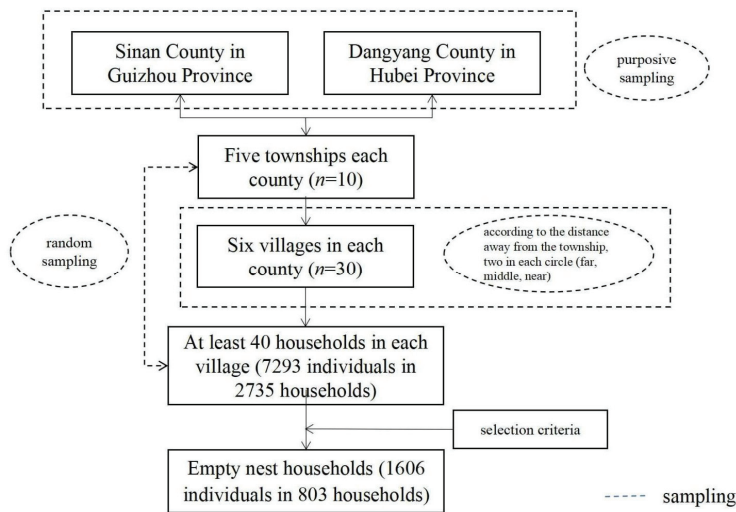 Sinan County in
Guizhou Province
Dangyang County in
Hubei Province
purposive
sampling
Five townships each
county (n=10)
random
sampling
Six villages in each
county (n=30)
according to the distance
away from the township,
two in each circle (far,
middle, near)
At least 40 households in each
village (7293 individuals in
2735 households)
selection criteria
Empty nest households (1606
individuals in 803 households)
sampling